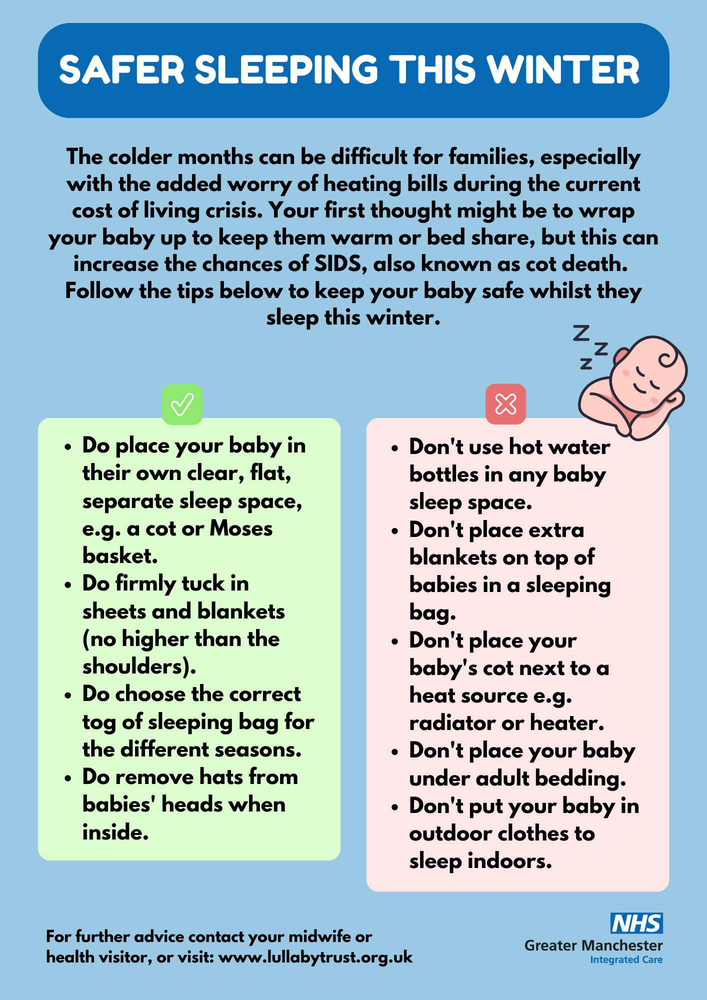 SAFER SLEEPING THIS WINTER
The colder months can be difficult for families, especially
with the added worry of heating bills during the current
cost of living crisis. Your first thought might be to wrap
your baby up to keep them warm or bed share, but this can
increase the chances of SIDS, also known as cot death.
Follow the tips below to keep your baby safe whilst they
sleep this winter.
Z
Z
Z
• Do place your baby in
their own clear, flat,
separate sleep space,
e.g. a cot or Moses
basket.
• Do firmly tuck in
sheets and blankets
(no higher than the
shoulders).
• Do choose the correct
tog of sleeping bag for
the different seasons.
• Do remove hats from
babies' heads when
inside.
• Don't use hot water
bottles in any baby
sleep space.
• Don't place extra
blankets on top of
babies in a sleeping
bag.
• Don't place your
baby's cot next to a
heat source e.g.
radiator or heater.
• Don't place your baby
under adult bedding.
• Don't put your baby in
outdoor clothes to
sleep indoors.
For further advice contact your midwife or
health visitor, or visit: www.lullabytrust.org.uk
NHS
Greater Manchester
Integrated Care